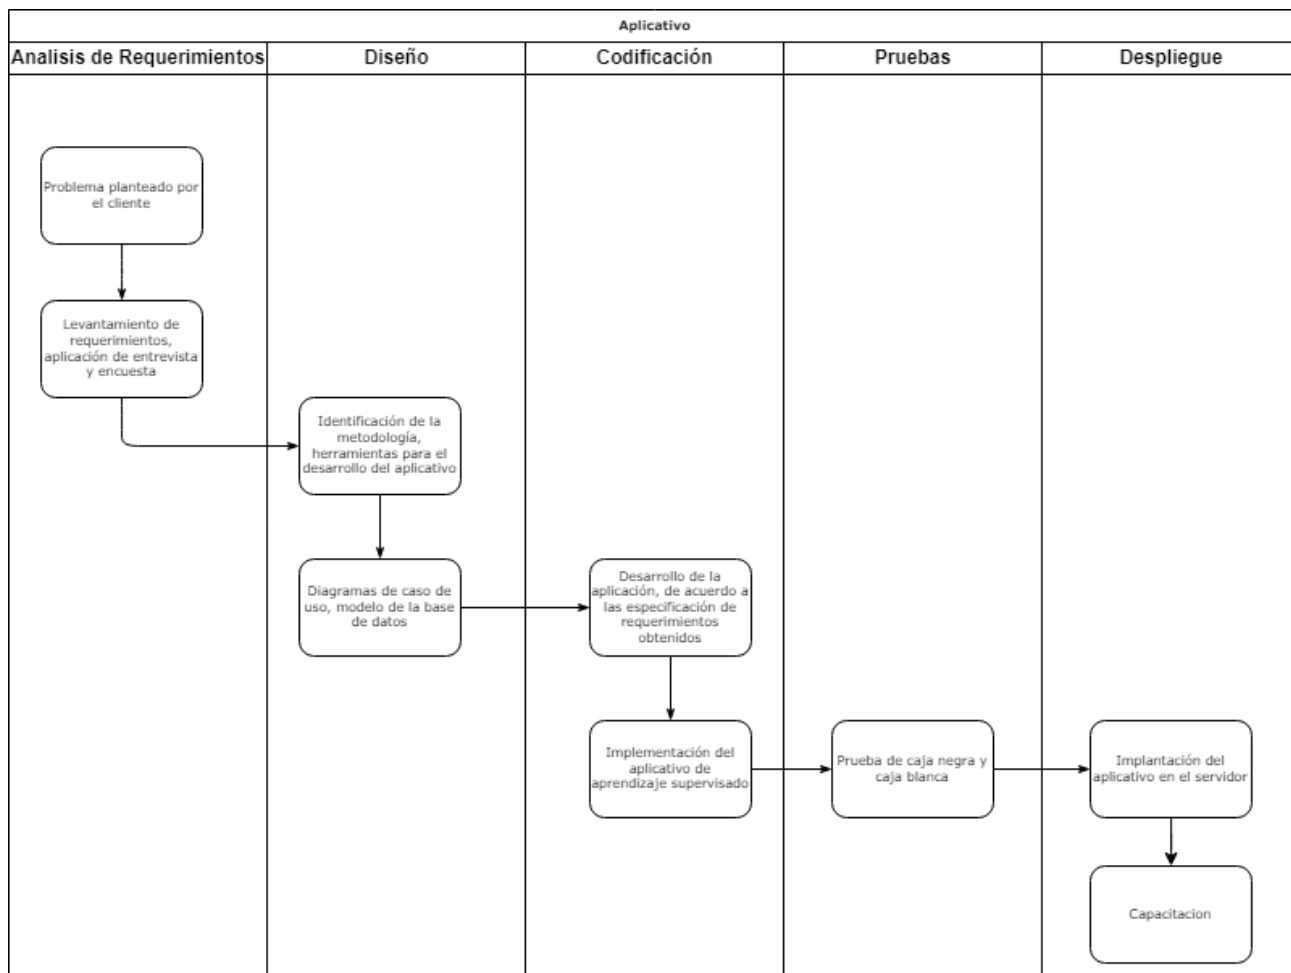 Aplicativo
Analisis de Requerimientos
Diseño
Codificación
Pruebas
Despliegue
Problema planteado por
el cliente
Levantamiento de
requerimientos,
aplicación de entrevista
y encuesta
Identificación de la
metodología,
herramientas para el
desarrollo del aplicativo
Diagramas de caso de
uso, modelo de la base
de datos
Desarrollo de la
aplicación, de acuerdo a
las especificación de
requerimientos
obtenidos
Implementación del
aplicativo de
aprendizaje supervisado
Prueba de caja negra y
caja blanca
Implantación del
aplicativo en el servidor
Capacitacion